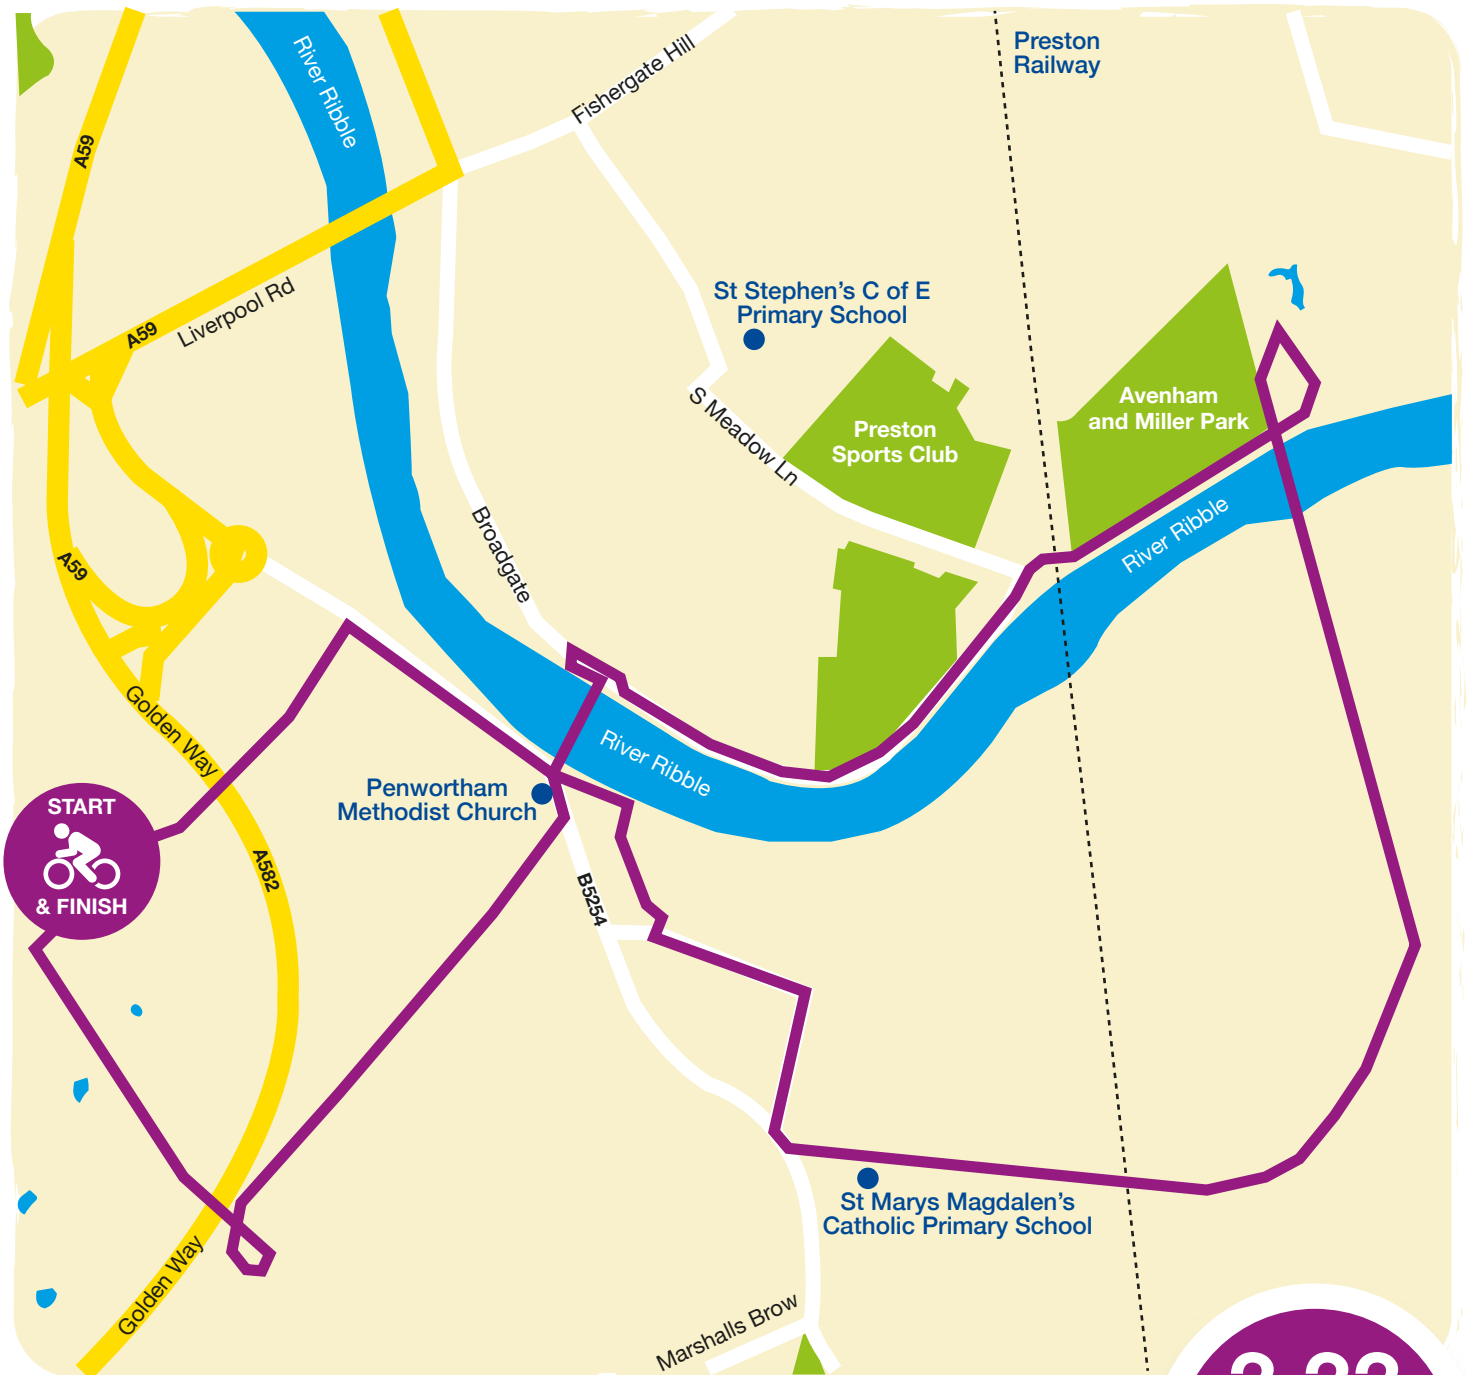 River Ribble
Fishergate Hill
Preston
Railway
A59
A59
Liverpool Rd
St Stephen's C of E
Primary School
S Meadow Ln
Preston
Sports Club
Avenham
and Miller Park
River Ribble
Broadgate
A59
Golden Way
River Ribble
Penwortham
Methodist Church
START
& FINISH
A582
B5254
St Marys Magdalen's
Catholic Primary School
Golden Way
Marshalls Brow